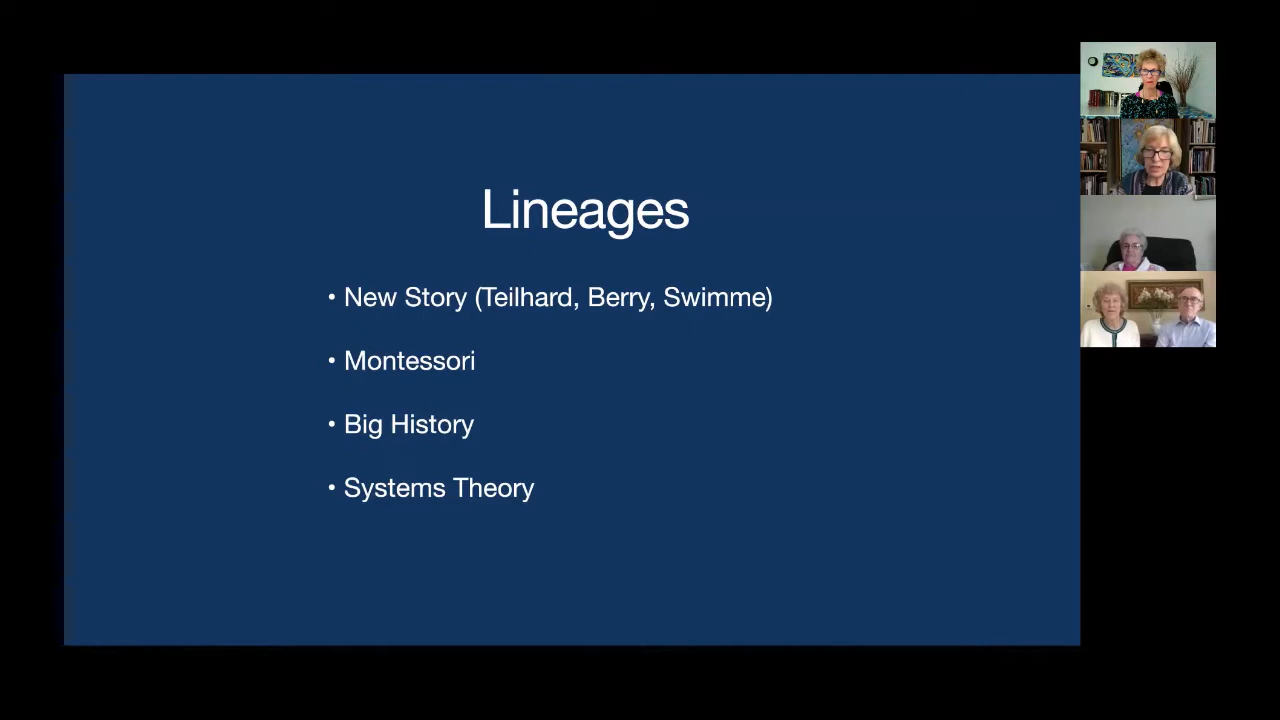 Lineages
• New Story (Teilhard, Berry, Swimme)
• Montessori
• Big History
• Systems Theory